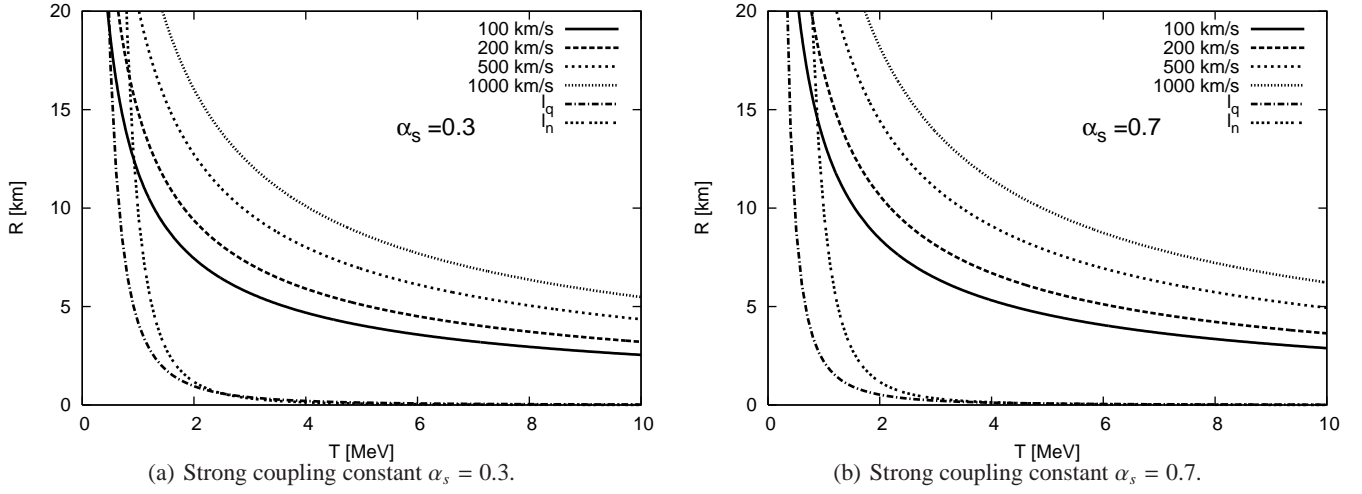 20
15
10
5
0
R [km]
0 2 4 6 8 10
T [MeV]
100 km/s
200 km/s
500 km/s
1000 km/s
l_q
l_n
α_s =0.3
(a) Strong coupling constant α_s = 0.3.
20
15
10
5
0
R [km]
0 2 4 6 8 10
T [MeV]
100 km/s
200 km/s
500 km/s
1000 km/s
l_q
l_n
α_s =0.7
(b) Strong coupling constant α_s = 0.7.